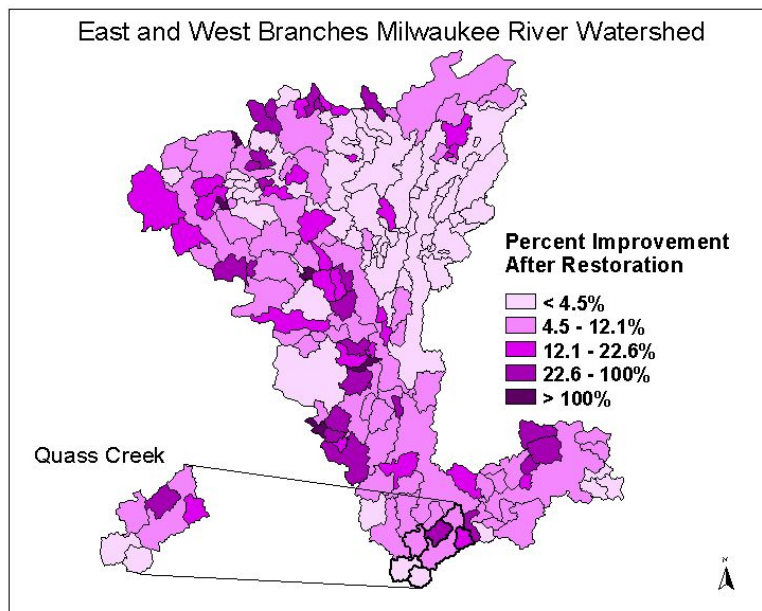 East and West Branches Milwaukee River Watershed
Percent Improvement
After Restoration
< 4.5%
4.5 - 12.1%
12.1 - 22.6%
22.6 - 100%
> 100%
Quass Creek
N